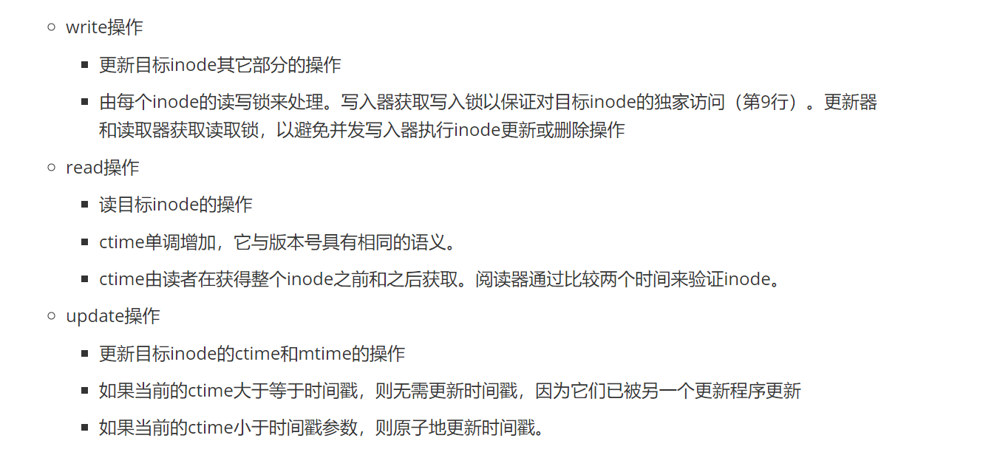 write操作
更新目标inode其它部分的操作
由每个inode的读写锁来处理。写入器获取写入锁以保证对目标inode的独家访问（第9行）。更新器
和读取器获取读取锁，以避免并发写入器执行inode更新或删除操作
read操作
读目标inode的操作
ctime单调增加，它与版本号具有相同的语义。
ctime由读者在获得整个inode之前和之后获取。阅读器通过比较两个时间来验证inode。
update操作
更新目标inode的ctime和mtime的操作
如果当前的ctime大于等于时间戳，则无需更新时间戳，因为它们已被另一个更新程序更新
如果当前的ctime小于时间戳参数，则原子地更新时间戳。